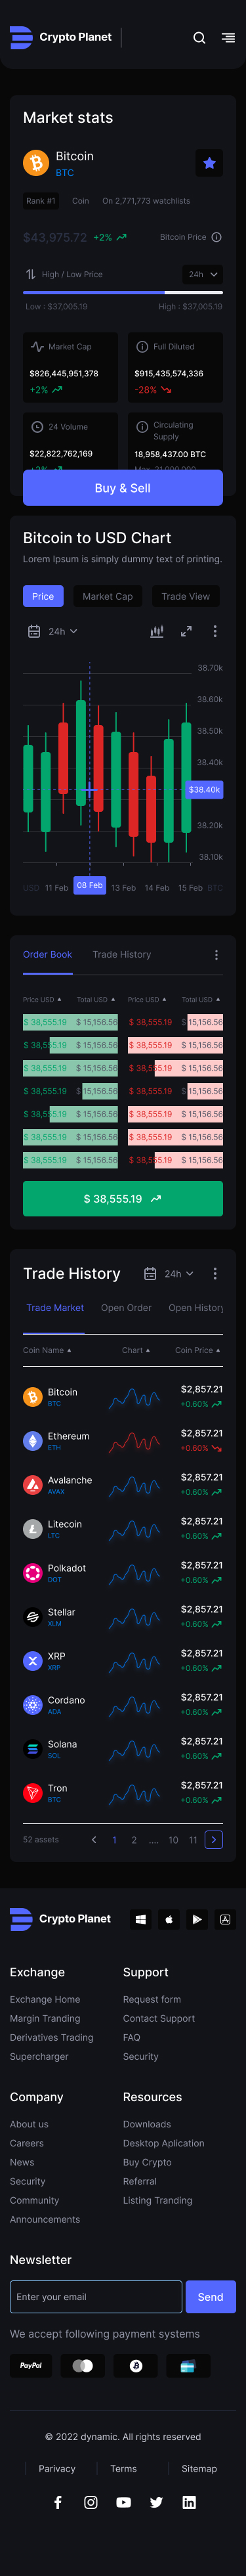 Crypto Planet
Market stats
Bitcoin
BTC
Rank #1 Coin On 2,771,773 watchlists
$43,975.72 +2% Bitcoin Price
High / Low Price 24h
Low : $37,005.19 High : $37,005.19
Market Cap
$826,445,951,378
+2%
Full Diluted
$915,435,574,336
-28%
24 Volume
$22,822,762,169
Circulating
Supply
18,958,437.00 BTC
Buy & Sell
Bitcoin to USD Chart
Lorem Ipsum is simply dummy text of printing.
Price Market Cap Trade View
24h
38.70k
38.60k
38.50k
38.40k
$38.40k
38.20k
38.10k
USD 11 Feb 08 Feb 13 Feb 14 Feb 15 Feb BTC
Order Book Trade History
Price USD Total USD Price USD Total USD
$ 38,555.19 $ 15,156.56 $ 38,555.19 $ 15,156.56
$ 38,555.19 $ 15,156.56 $ 38,555.19 $ 15,156.56
$ 38,555.19 $ 15,156.56 $ 38,555.19 $ 15,156.56
$ 38,555.19 $ 15,156.56 $ 38,555.19 $ 15,156.56
$ 38,555.19 $ 15,156.56 $ 38,555.19 $ 15,156.56
$ 38,555.19 $ 15,156.56 $ 38,555.19 $ 15,156.56
$ 38,555.19 $ 15,156.56 $ 38,555.19 $ 15,156.56
$ 38,555.19
Trade History 24h
Trade Market Open Order Open History
Coin Name Chart Coin Price
Bitcoin $2,857.21
BTC +0.60%
Ethereum $2,857.21
ETH +0.60%
Avalanche $2,857.21
AVAX +0.60%
Litecoin $2,857.21
LTC +0.60%
Polkadot $2,857.21
DOT +0.60%
Stellar $2,857.21
XLM +0.60%
XRP $2,857.21
XRP +0.60%
Cordano $2,857.21
ADA +0.60%
Solana $2,857.21
SOL +0.60%
Tron $2,857.21
BTC +0.60%
52 assets 1 2 .... 10 11
Crypto Planet
Exchange
Exchange Home
Margin Tranding
Derivatives Trading
Supercharger
Support
Request form
Contact Support
FAQ
Security
Company
About us
Careers
News
Security
Community
Announcements
Resources
Downloads
Desktop Aplication
Buy Crypto
Referral
Listing Tranding
Newsletter
Enter your email Send
We accept following payment systems
PayPal
© 2022 dynamic. All rights reserved
Parivacy Terms Sitemap